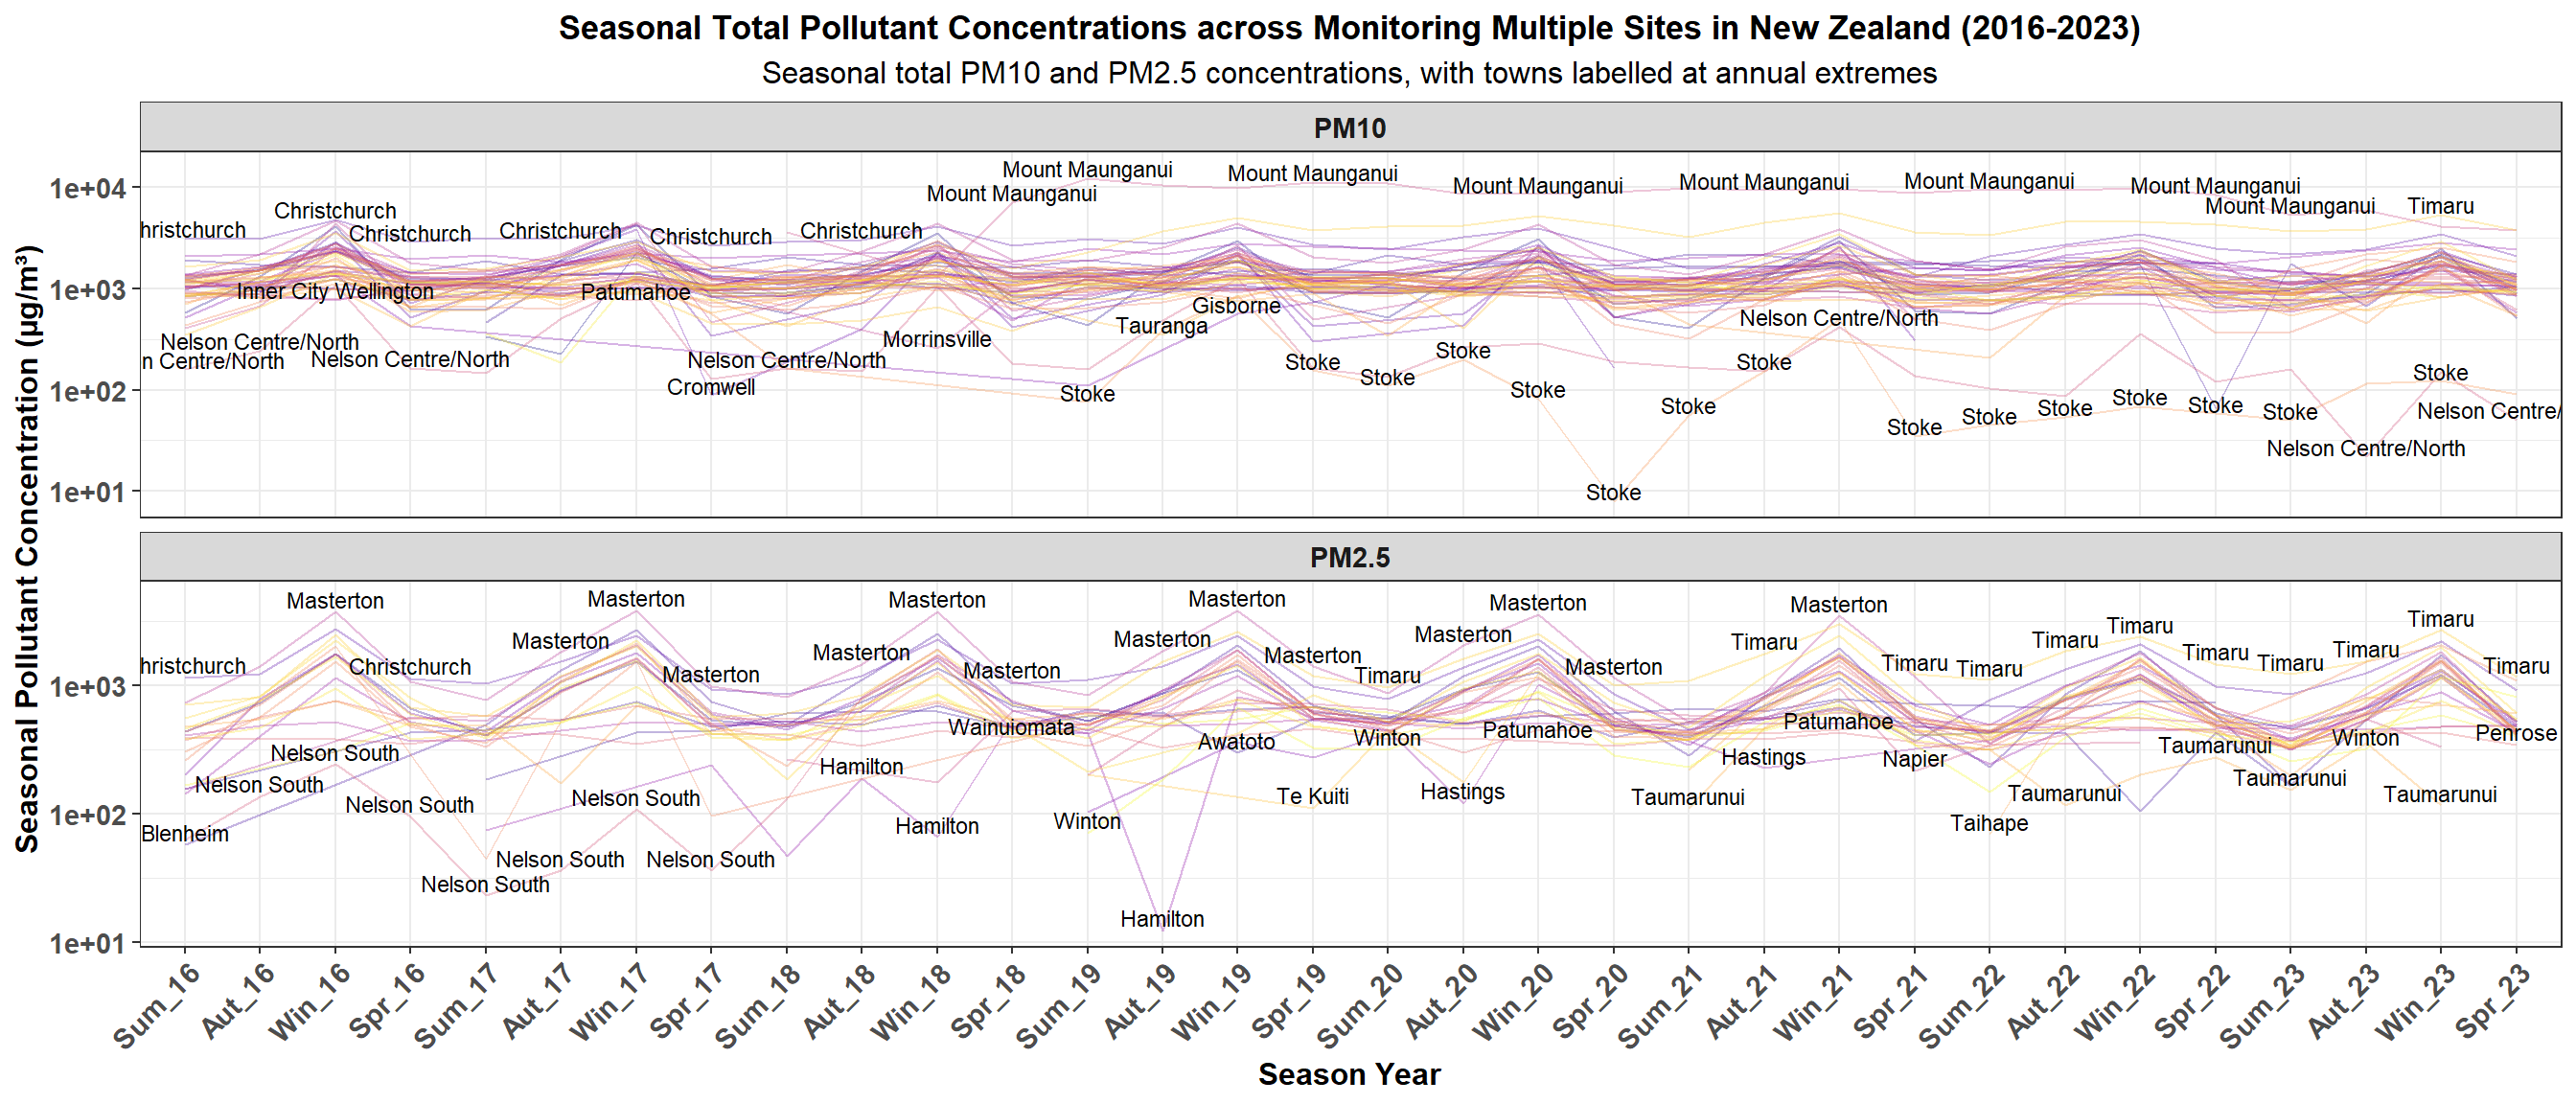 Seasonal Total Pollutant Concentrations across Monitoring Multiple Sites in New Zealand (2016-2023)
Seasonal total PM10 and PM2.5 concentrations, with towns labelled at annual extremes
Seasonal Pollutant Concentration (µg/m³)
PM10
1e+04
1e+03
1e+02
1e+01
Mount Maunganui
Mount Maunganui
Mount Maunganui
Mount Maunganui
Mount Maunganui
Mount Maunganui
Mount Maunganui
Mount Maunganui
Timaru
hristchurch
Christchurch
Christchurch
Christchurch
Christchurch
Christchurch
Inner City Wellington
Patumahoe
Gisborne
Tauranga
Morrinsville
Nelson Centre/North
n Centre/North
Nelson Centre/North
Nelson Centre/North
Cromwell
Stoke
Stoke
Stoke
Stoke
Stoke
Stoke
Stoke
Stoke
Nelson Centre/North
Stoke
Stoke
Stoke
Stoke
Stoke
Stoke
Stoke
Nelson Centre/North
Nelson Centre/
PM2.5
1e+03
1e+02
1e+01
Masterton
Masterton
Masterton
Masterton
Masterton
Masterton
Timaru
Timaru
hristchurch
Christchurch
Masterton
Masterton
Masterton
Masterton
Masterton
Masterton
Timaru
Masterton
Masterton
Timaru
Timaru
Timaru
Timaru
Timaru
Timaru
Timaru
Timaru
Blenheim
Nelson South
Nelson South
Nelson South
Nelson South
Nelson South
Nelson South
Nelson South
Hamilton
Hamilton
Wainuiomata
Winton
Hamilton
Awatoto
Te Kuiti
Winton
Hastings
Patumahoe
Taumarunui
Hastings
Patumahoe
Napier
Taihape
Taumarunui
Taumarunui
Taumarunui
Winton
Taumarunui
Penrose
Sum_16
Aut_16
Win_16
Spr_16
Sum_17
Aut_17
Win_17
Spr_17
Sum_18
Aut_18
Win_18
Spr_18
Sum_19
Aut_19
Win_19
Spr_19
Sum_20
Aut_20
Win_20
Spr_20
Sum_21
Aut_21
Win_21
Spr_21
Sum_22
Aut_22
Win_22
Spr_22
Sum_23
Aut_23
Win_23
Spr_23
Season Year